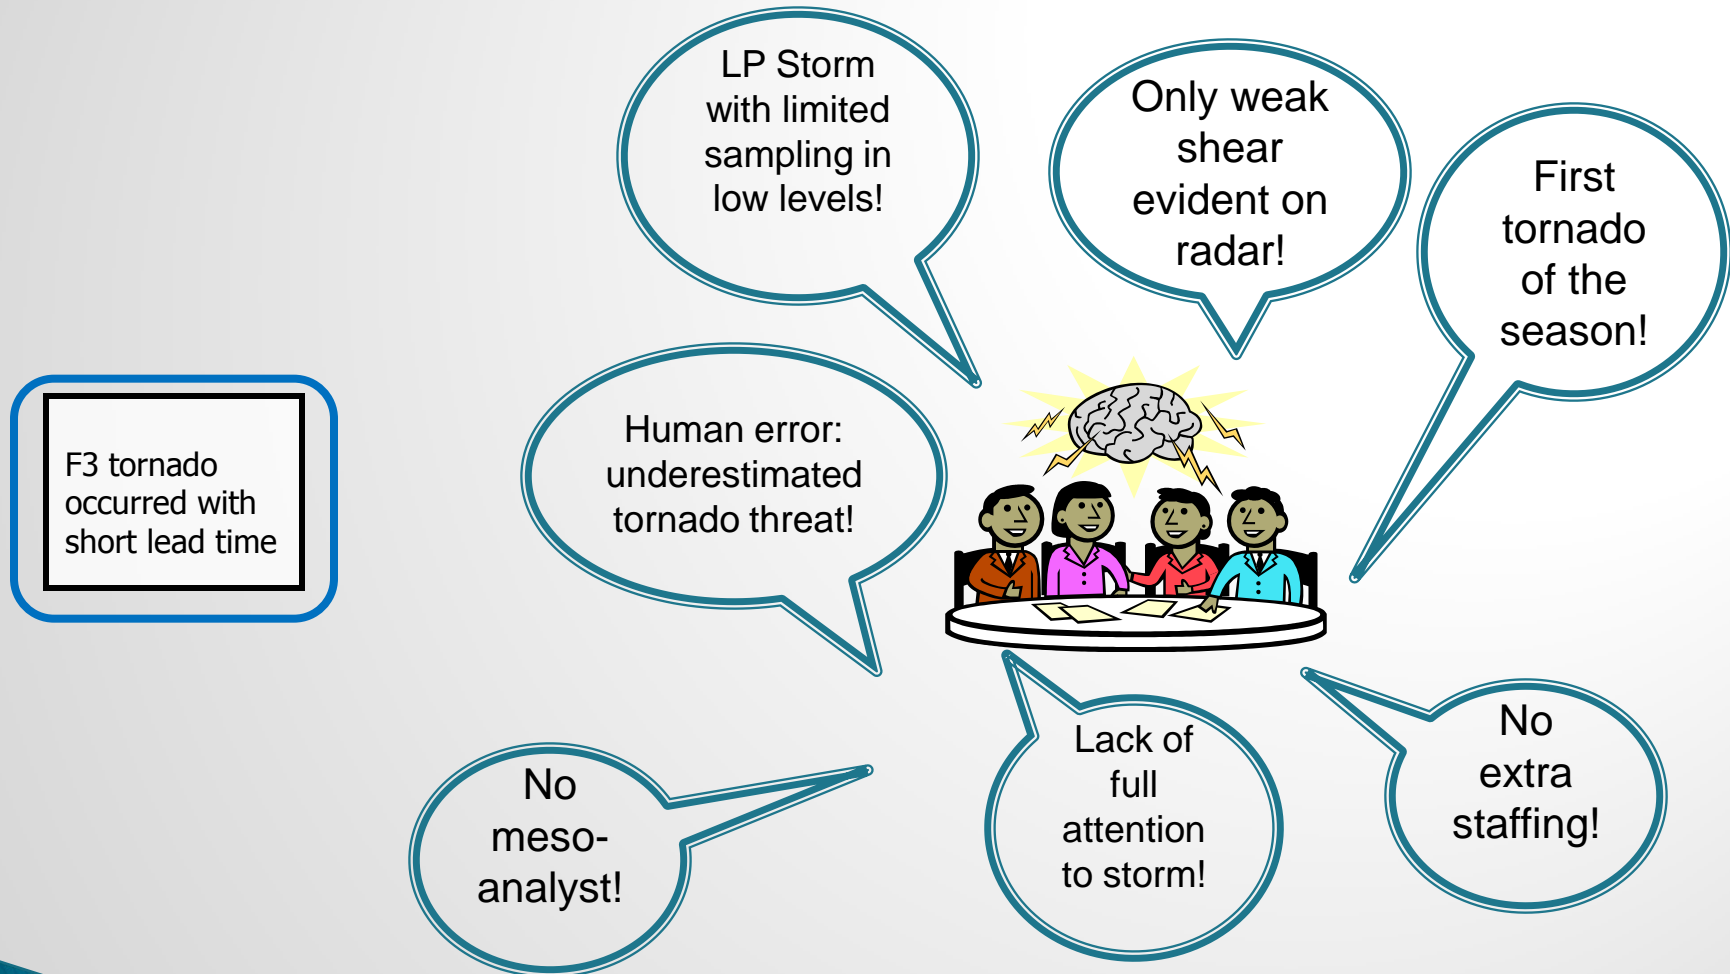 LP Storm
with limited
sampling in
low levels!
Only weak
shear
evident on
radar!
First
tornado
of the
season!
Human error:
underestimated
tornado threat!
F3 tornado
occurred with
short lead time
No
meso-
analyst!
Lack of
full
attention
to storm!
No
extra
staffing!